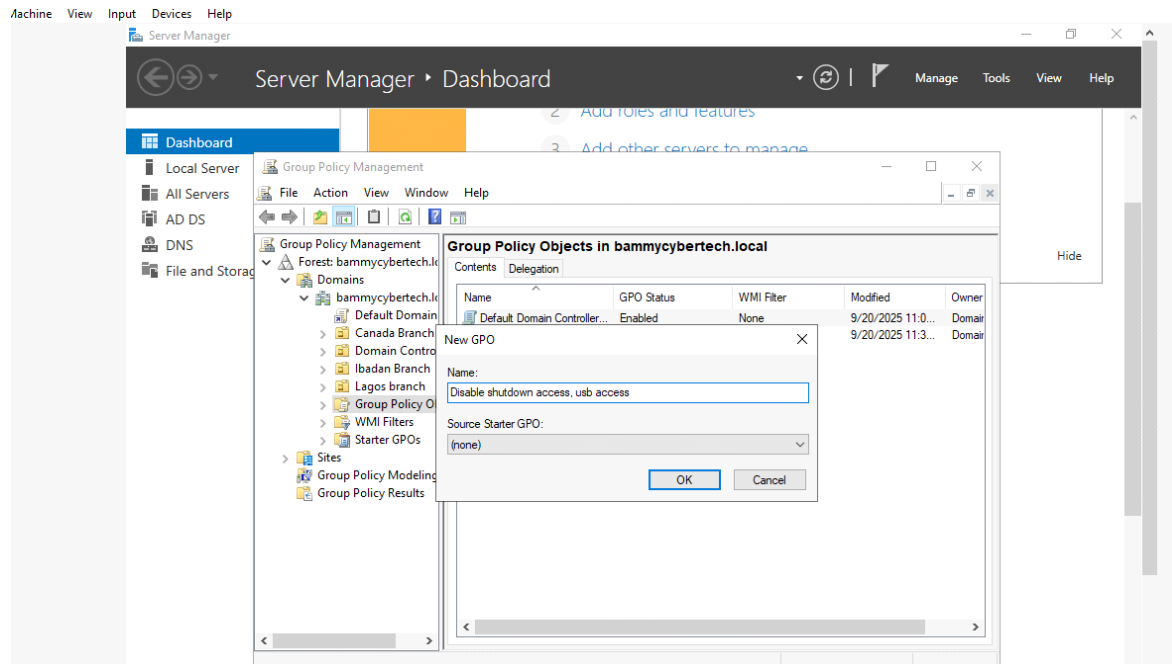 Machine View Input Devices Help
Server Manager
Server Manager • Dashboard
Manage Tools View Help
2 Add roles and features
3 Add other servers to manage
Dashboard
Local Server
All Servers
AD DS
DNS
File and Storag
Hide
Group Policy Management
File Action View Window Help
Group Policy Management
Forest: bammycybertech.lo
Domains
bammycybertech.lo
Default Domain
Canada Branch
Domain Contro
Ibadan Branch
Lagos branch
Group Policy O
WMI Filters
Starter GPOs
Sites
Group Policy Modeling
Group Policy Results
Group Policy Objects in bammycybertech.local
Contents Delegation
Name GPO Status WMI Filter Modified Owner
Default Domain Controller... Enabled None 9/20/2025 11:0... Domain
9/20/2025 11:3... Domain
New GPO
Name:
Disable shutdown access, usb access
Source Starter GPO:
(none)
OK Cancel